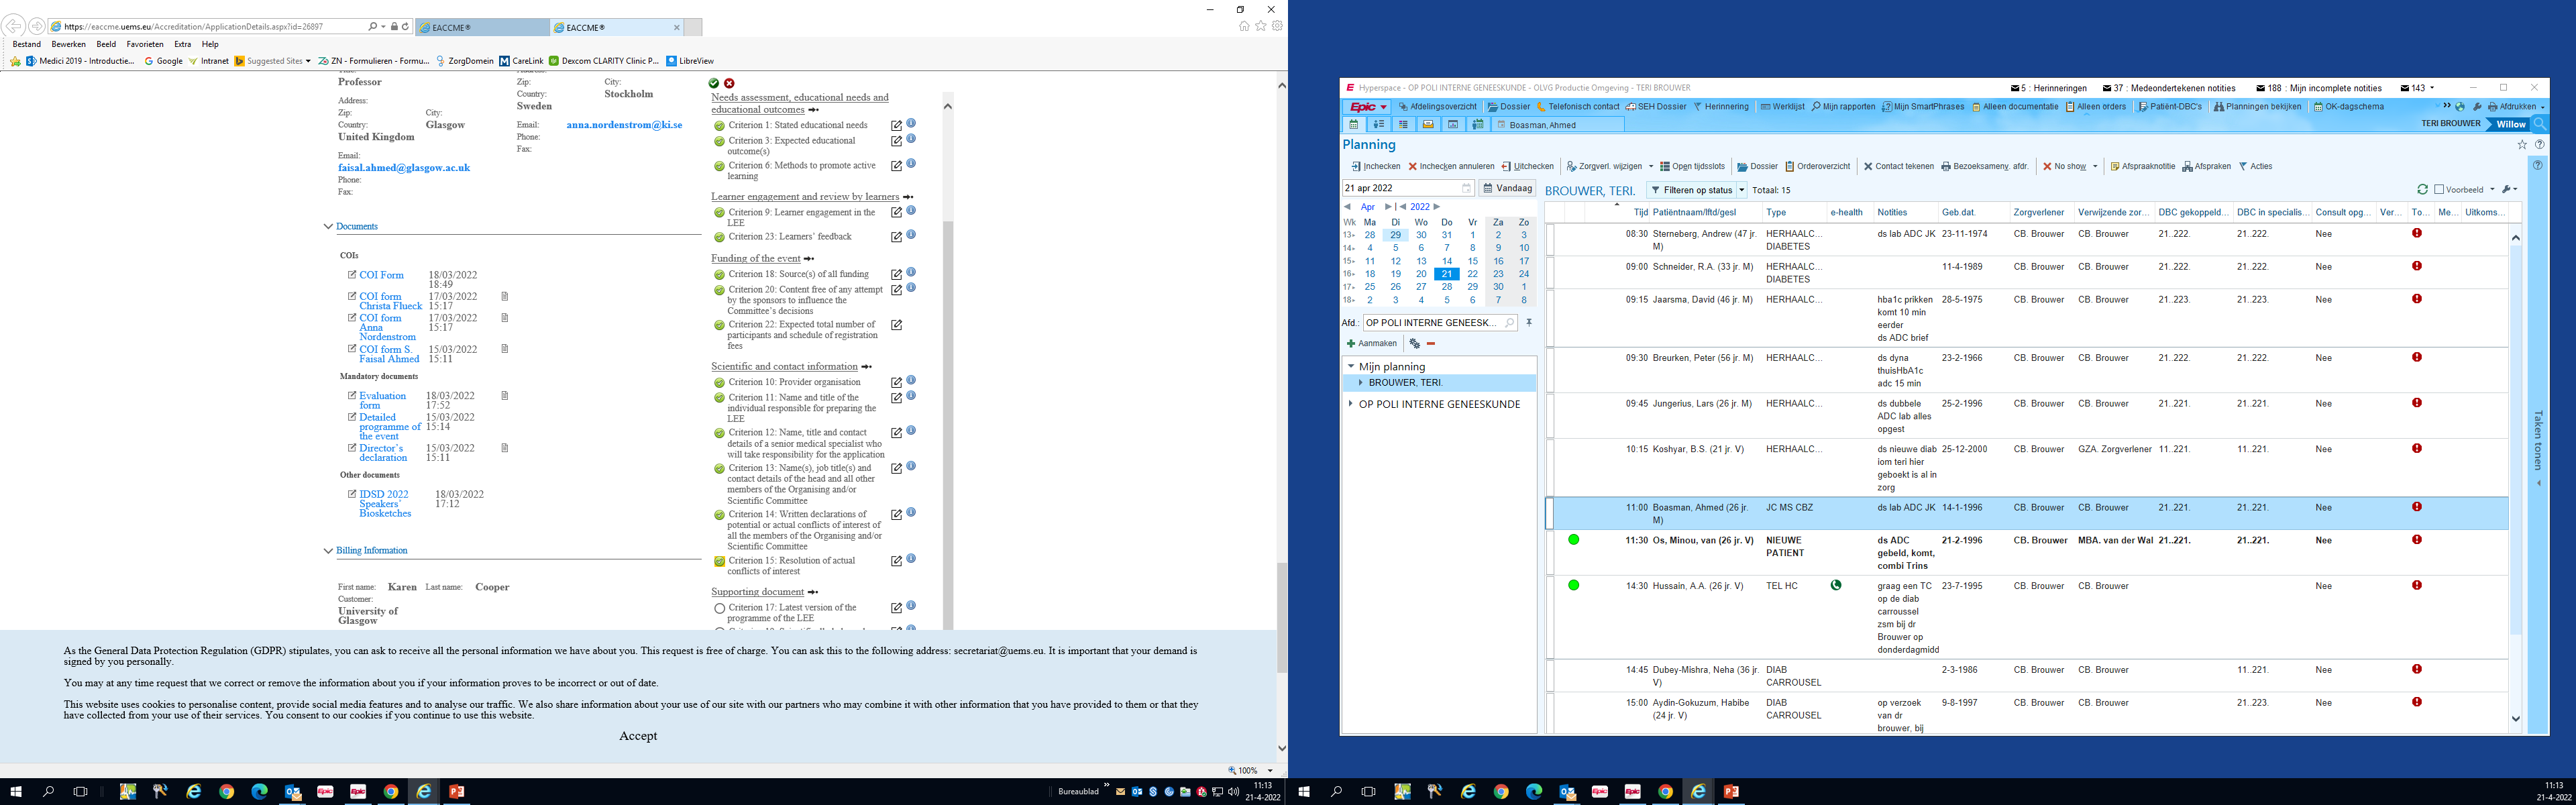 https://eaccme.uems.eu/Accreditation/ApplicationDetails.aspx?id=26897
EACCME®
EACCME®
Bestand Bewerken Beeld Favorieten Extra Help
Medici 2019 - Introductie... Google Intranet Suggested Sites ZN - Formulieren - Formu... ZorgDomein CareLink Dexcom CLARITY Clinic P... LibreView
Professor
Address:
Zip: City:
Country: Glasgow
United Kingdom
Email:
faisal.ahmed@glasgow.ac.uk
Phone:
Fax:
Zip: City:
Country: Stockholm
Sweden
Email: anna.nordenstrom@ki.se
Phone:
Fax:
Documents
COIs
COI Form 18/03/2022 18:49
COI form Christa Flueck 17/03/2022 15:17
COI form Anna Nordenstrom 17/03/2022 15:17
COI form S. Faisal Ahmed 15/03/2022 15:11
Mandatory documents
Evaluation form 18/03/2022 17:52
Detailed programme of the event 15/03/2022 15:14
Director's declaration 15/03/2022 15:11
Other documents
IDSD 2022 Speakers' Biosketches 18/03/2022 17:12
Billing Information
First name: Karen Last name: Cooper
Customer:
University of
Glasgow
Needs assessment, educational needs and
educational outcomes
Criterion 1: Stated educational needs
Criterion 3: Expected educational
outcome(s)
Criterion 6: Methods to promote active
learning
Learner engagement and review by learners
Criterion 9: Learner engagement in the
LEE
Criterion 23: Learners' feedback
Funding of the event
Criterion 18: Source(s) of all funding
Criterion 20: Content free of any attempt
by the sponsors to influence the
Committee's decisions
Criterion 22: Expected total number of
participants and schedule of registration
fees
Scientific and contact information
Criterion 10: Provider organisation
Criterion 11: Name and title of the
individual responsible for preparing the
LEE
Criterion 12: Name, title and contact
details of a senior medical specialist who
will take responsibility for the application
Criterion 13: Name(s), job title(s) and
contact details of the head and all other
members of the Organising and/or
Scientific Committee
Criterion 14: Written declarations of
potential or actual conflicts of interest of
all the members of the Organising and/or
Scientific Committee
Criterion 15: Resolution of actual
conflicts of interest
Supporting document
Criterion 17: Latest version of the
programme of the LEE
As the General Data Protection Regulation (GDPR) stipulates, you can ask to receive all the personal information we have about you. This request is free of charge. You can ask this to the following address: secretariat@uems.eu. It is important that your demand is
signed by you personally.
You may at any time request that we correct or remove the information about you if your information proves to be incorrect or out of date.
This website uses cookies to personalise content, provide social media features and to analyse our traffic. We also share information about your use of our site with our partners who may combine it with other information that you have provided to them or that they
have collected from your use of their services. You consent to our cookies if you continue to use this website.
Accept
100%
Bureaublad
11:13
21-4-2022
Hyperspace - OP POLI INTERNE GENEESKUNDE - OLVG Productie Omgeving - TERI BROUWER
5 : Herinneringen 37 : Medeondertekenen notities 188 : Mijn incomplete notities 143
Epic Afdelingsoverzicht Dossier Telefonisch contact SEH Dossier Herinnering Werklijst Mijn rapporten Mijn SmartPhrases Alleen documentatie Alleen orders Patiënt-DBC's Planningen bekijken OK-dagschema Afdrukken
Boasman, Ahmed
TERI BROUWER Willow
Planning
Inchecken Inchecken annuleren Uitchecken Zorgverl. wijzigen Open tijdsslots Dossier Orderoverzicht Contact tekenen Bezoeksameny. afdr. No show Afspraaknotitie Afspraken Acties
21 apr 2022 Vandaag
Apr 2022
Wk Ma Di Wo Do Vr Za Zo
13 28 29 30 31 1 2 3
14 4 5 6 7 8 9 10
15 11 12 13 14 15 16 17
16 18 19 20 21 22 23 24
17 25 26 27 28 29 30 1
18 2 3 4 5 6 7 8
Afd.: OP POLI INTERNE GENEESK...
Aanmaken
Mijn planning
BROUWER, TERI.
OP POLI INTERNE GENEESKUNDE
BROUWER, TERI. Filteren op status Totaal: 15 Voorbeeld
Tijd Patiëntnaam/lftd/gesl Type e-health Notities Geb.dat. Zorgverlener Verwijzende zor... DBC gekoppeld... DBC in specialis... Consult opg... Ver... To... Me... Uitkoms...
08:30 Sterneberg, Andrew (47 jr. M) HERHAALC... DIABETES ds lab ADC JK 23-11-1974 CB. Brouwer CB. Brouwer 21..222. 21..222. Nee
09:00 Schneider, R.A. (33 jr. M) HERHAALC... DIABETES 11-4-1989 CB. Brouwer CB. Brouwer 21..222. 21..222. Nee
09:15 Jaarsma, David (46 jr. M) HERHAALC... hba1c prikken komt 10 min eerder ds ADC brief 28-5-1975 CB. Brouwer CB. Brouwer 21..223. 21..223. Nee
09:30 Breurken, Peter (56 jr. M) HERHAALC... ds dyna thuisHbA1c adc 15 min 23-2-1966 CB. Brouwer CB. Brouwer 21..222. 21..222. Nee
09:45 Jungerius, Lars (26 jr. M) HERHAALC... ds dubbele ADC lab alles opgest 25-2-1996 CB. Brouwer CB. Brouwer 21..221. 21..221. Nee
10:15 Koshyar, B.S. (21 jr. V) HERHAALC... ds nieuwe diab iom teri hier geboekt is al in zorg 25-12-2000 CB. Brouwer GZA. Zorgverlener 11..221. 11..221. Nee
11:00 Boasman, Ahmed (26 jr. M) JC MS CBZ ds lab ADC JK 14-1-1996 CB. Brouwer CB. Brouwer 21..221. 21..221. Nee
11:30 Os, Minou, van (26 jr. V) NIEUWE PATIENT ds ADC gebeld, komt, combi Trins 21-2-1996 CB. Brouwer MBA. van der Wal 21..221. 21..221. Nee
14:30 Hussain, A.A. (26 jr. V) TEL HC graag een TC op de diab carroussel zsm bij dr Brouwer op donderdagmidd 23-7-1995 CB. Brouwer CB. Brouwer Nee
14:45 Dubey-Mishra, Neha (36 jr. V) DIAB CARROUSEL 2-3-1986 CB. Brouwer CB. Brouwer 11..221. Nee
15:00 Aydin-Gokuzum, Habibe (24 jr. V) DIAB CARROUSEL op verzoek van dr brouwer, bij 9-8-1997 CB. Brouwer CB. Brouwer 21..223. Nee
Taken tonen
11:13
21-4-2022